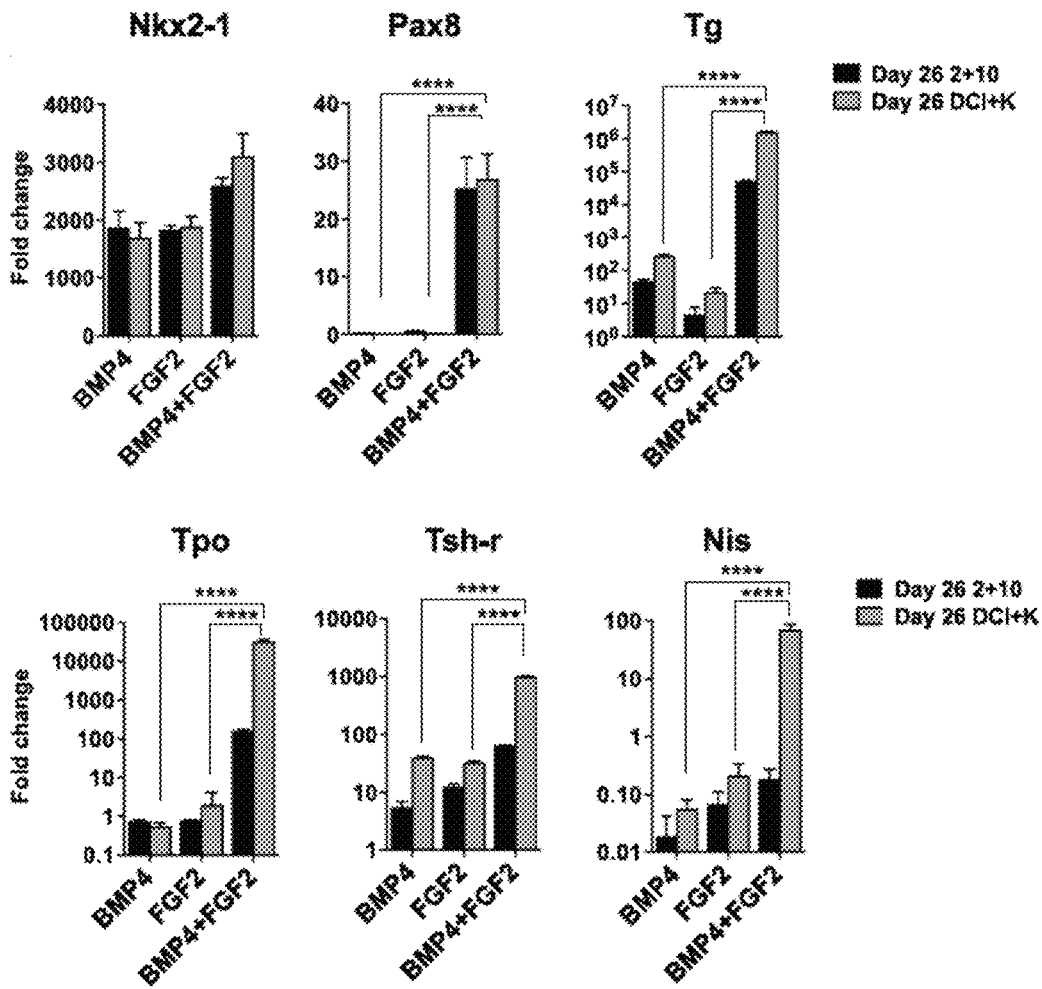 Nkx2-1
Fold change
4000
3000
2000
1000
0
BMP4
FGF2
BMP4+FGF2
Pax8
****
****
40
30
20
10
0
BMP4
FGF2
BMP4+FGF2
Tg
****
****
10⁷
10⁶
10⁵
10⁴
10³
10²
10¹
10⁰
BMP4
FGF2
BMP4+FGF2
Day 26 2+10
Day 26 DCI+K
Tpo
Fold change
****
****
100000
10000
1000
100
10
1
0.1
BMP4
FGF2
BMP4+FGF2
Tsh-r
****
****
10000
1000
100
10
1
BMP4
FGF2
BMP4+FGF2
Nis
****
****
100
100
1
0.10
0.01
BMP4
FGF2
BMP4+FGF2
Day 26 2+10
Day 26 DCI+K